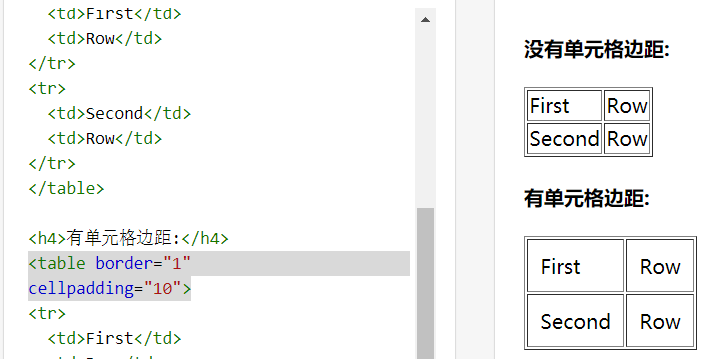 <td>First</td>
<td>Row</td>
</tr>
<tr>
<td>Second</td>
<td>Row</td>
</tr>
</table>
<h4>有单元格边距:</h4>
<table border="1"
cellpadding="10">
<tr>
<td>First</td>
没有单元格边距:
First Row
Second Row
有单元格边距:
First Row
Second Row